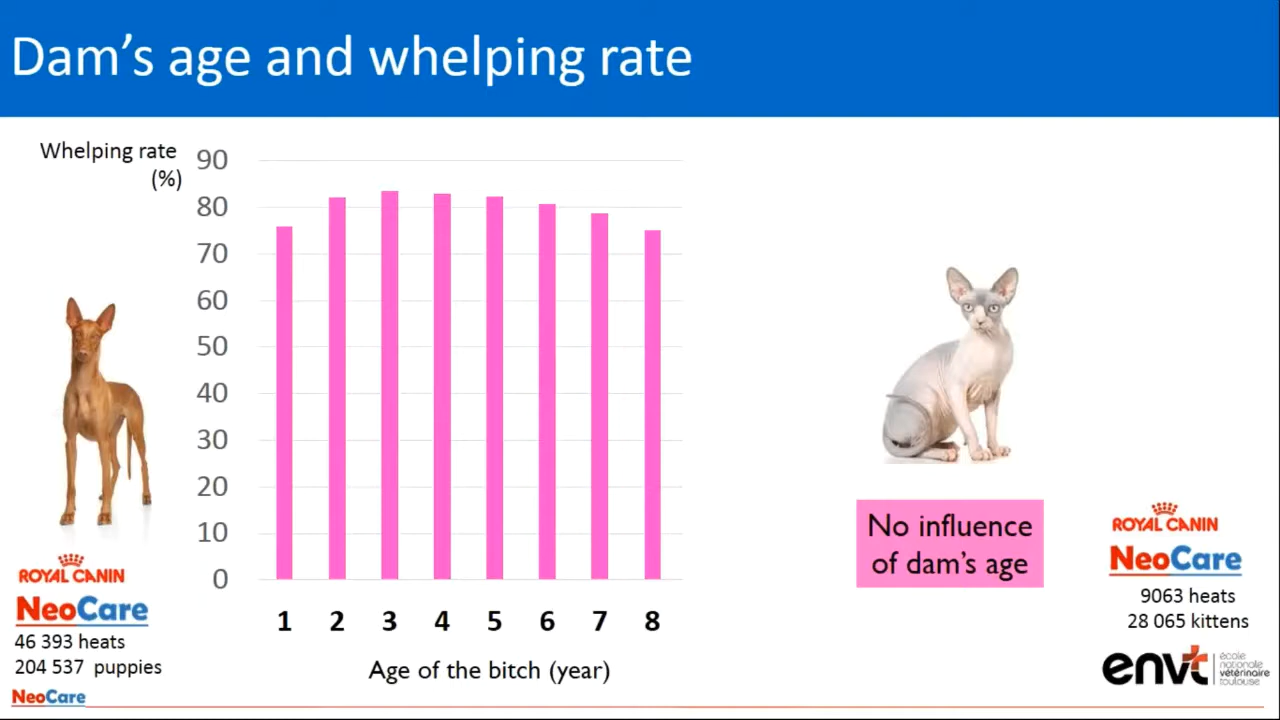 Dam's age and whelping rate
Whelping rate
(%)
90
80
70
60
50
40
30
20
10
0
1 2 3 4 5 6 7 8
Age of the bitch (year)
ROYAL CANIN
NeoCare
46 393 heats
204 537 puppies
NeoCare
No influence
of dam's age
ROYAL CANIN
NeoCare
9063 heats
28 065 kittens
envt
école
nationale
vétérinaire
toulouse